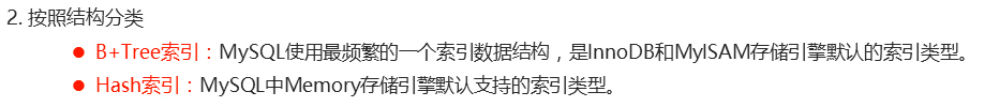 2. 按照结构分类
● B+Tree索引：MySQL使用最频繁的一个索引数据结构，是InnoDB和MyISAM存储引擎默认的索引类型。
● Hash索引：MySQL中Memory存储引擎默认支持的索引类型。